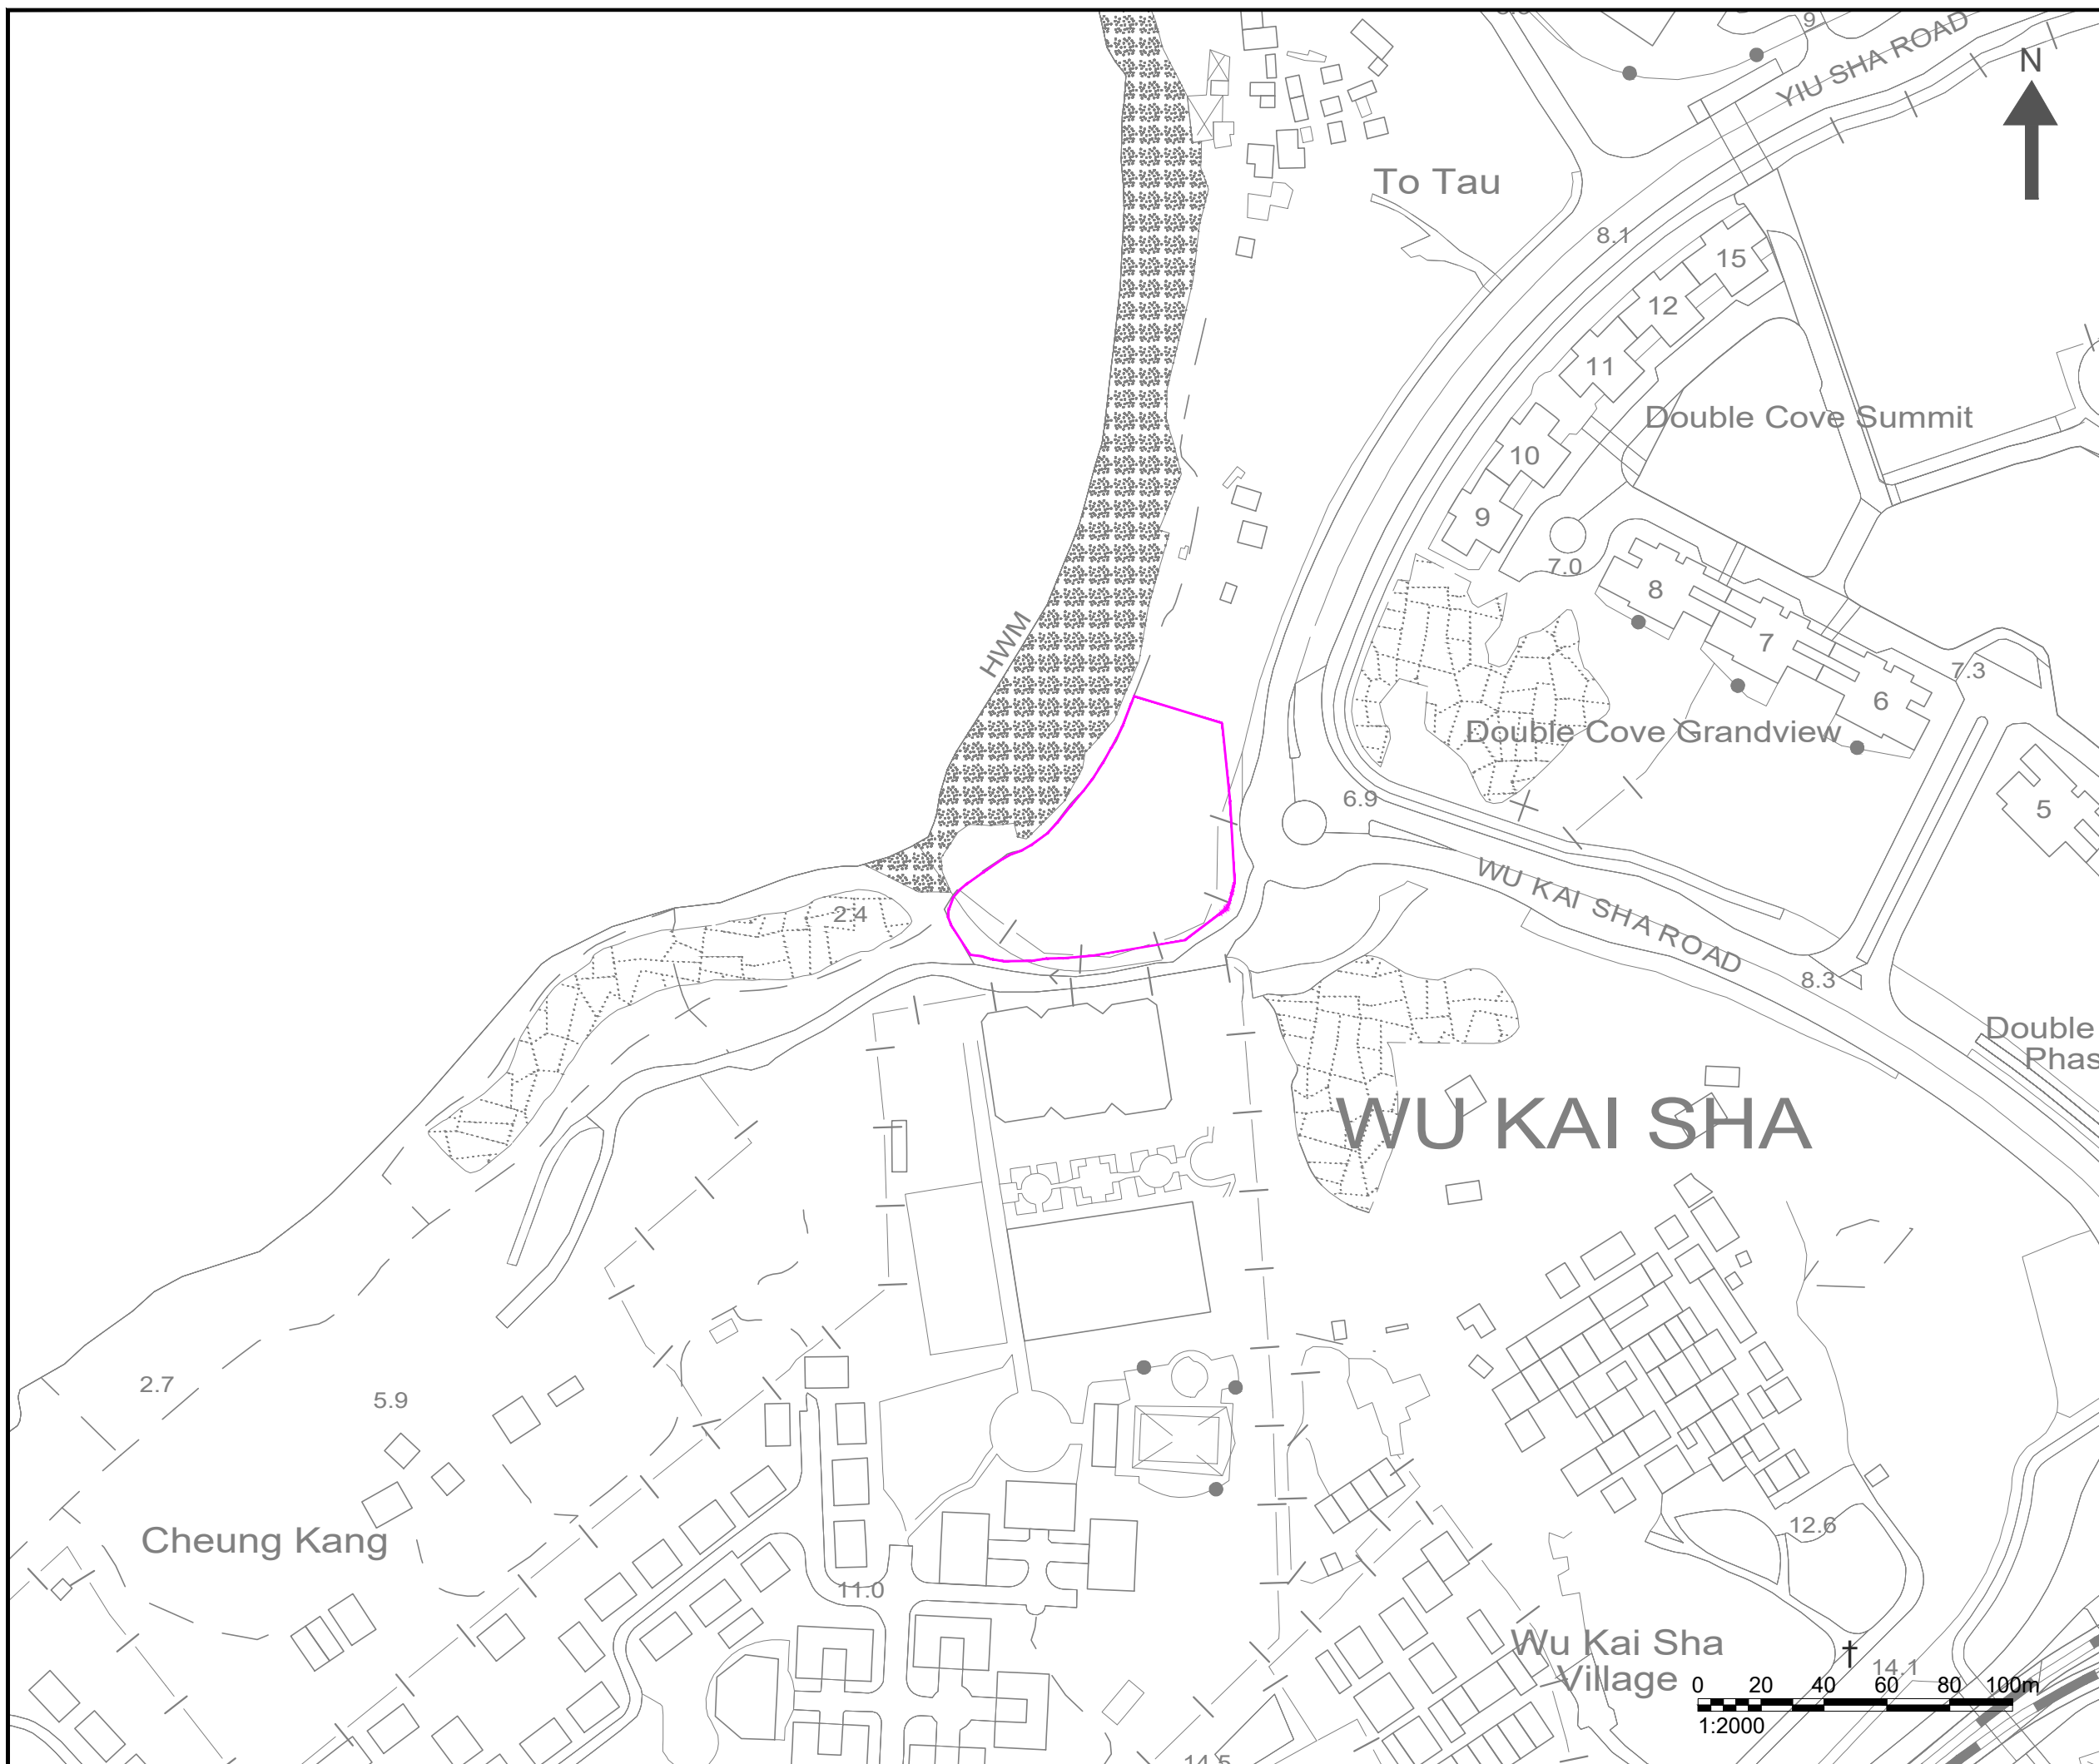 9
YIU SHA ROAD
N
To Tau
8.1
15
12
11
Double Cove Summit
10
9
7.0
8
HWM
7
7.3
6
Double Cove Grandview
6.9
5
WU KAI SHA ROAD
2.4
8.3
Double
Phas
WU KAI SHA
2.7
5.9
Cheung Kang
12.6
11.0
Wu Kai Sha
Village
14.1
0 20 40 60 80 100m
1:2000
14.5